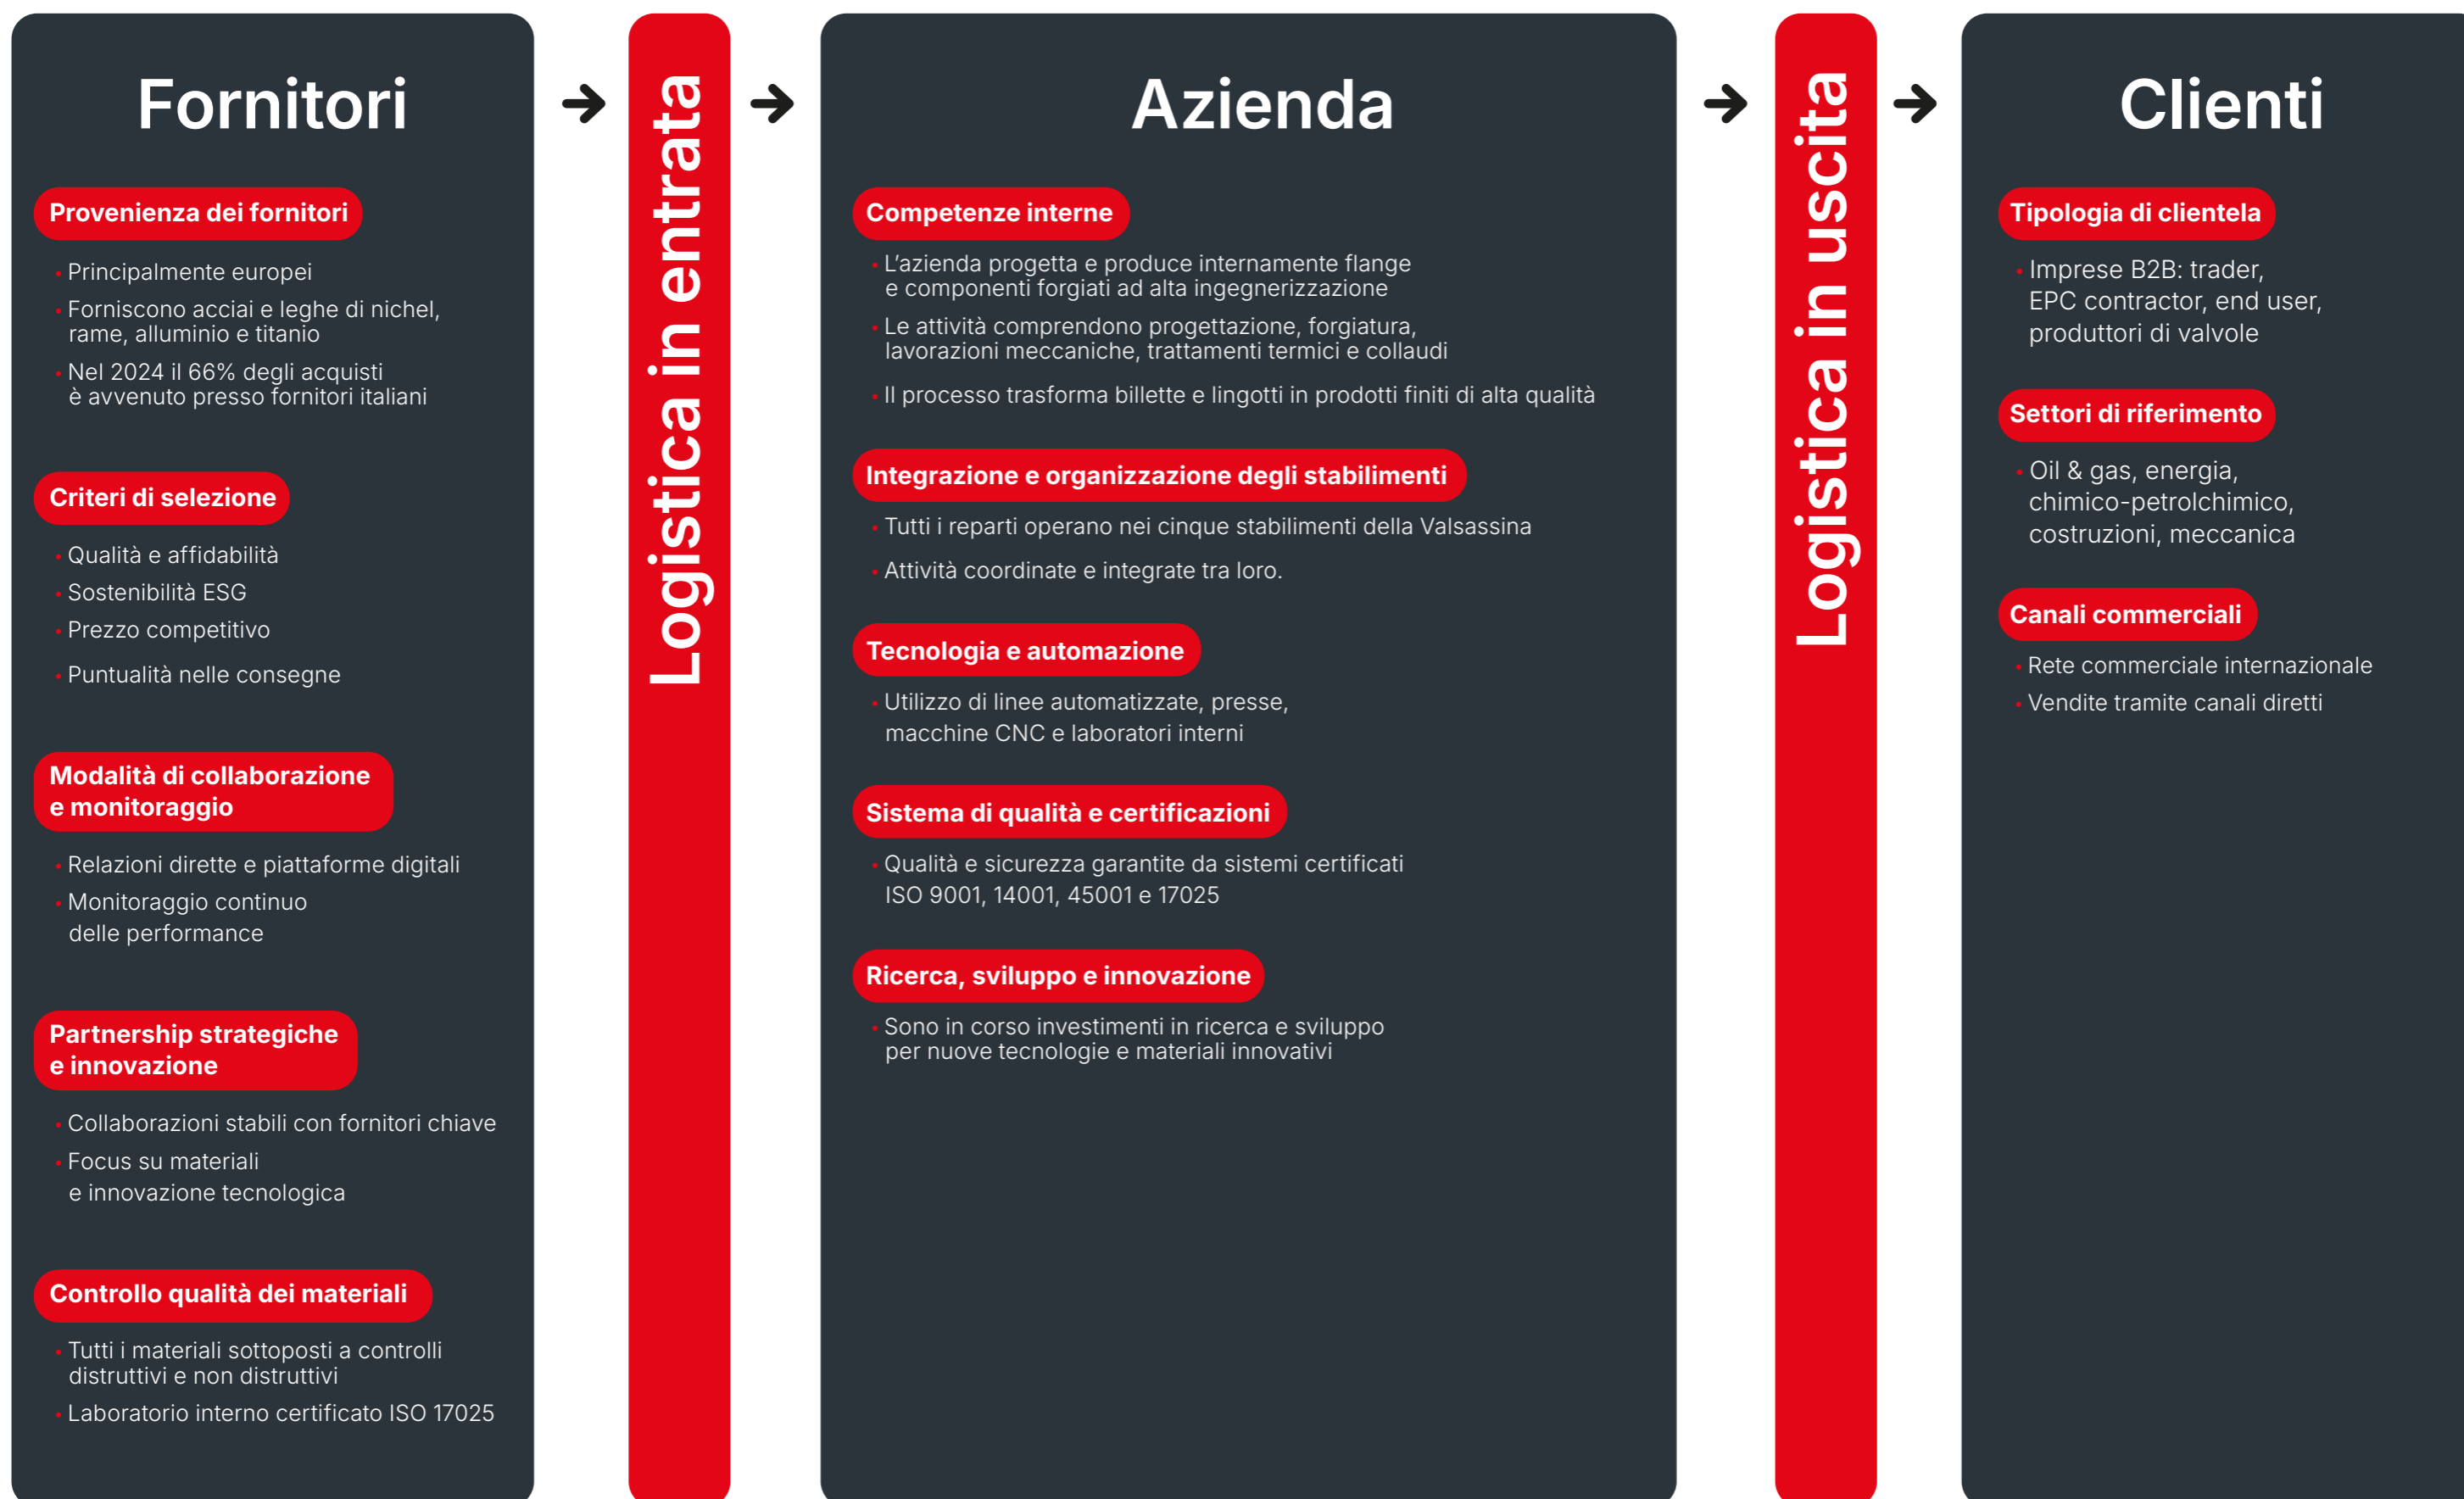 Fornitori
Provenienza dei fornitori
• Principalmente europei
• Forniscono acciai e leghe di nichel,
rame, alluminio e titanio
• Nel 2024 il 66% degli acquisti
è avvenuto presso fornitori italiani
Criteri di selezione
• Qualità e affidabilità
• Sostenibilità ESG
• Prezzo competitivo
• Puntualità nelle consegne
Modalità di collaborazione
e monitoraggio
• Relazioni dirette e piattaforme digitali
• Monitoraggio continuo
delle performance
Partnership strategiche
e innovazione
• Collaborazioni stabili con fornitori chiave
• Focus su materiali
e innovazione tecnologica
Controllo qualità dei materiali
• Tutti i materiali sottoposti a controlli
distruttivi e non distruttivi
• Laboratorio interno certificato ISO 17025
Logistica in entrata
Azienda
Competenze interne
• L'azienda progetta e produce internamente flange
e componenti forgiati ad alta ingegnerizzazione
• Le attività comprendono progettazione, forgiatura,
lavorazioni meccaniche, trattamenti termici e collaudi
• Il processo trasforma billette e lingotti in prodotti finiti di alta qualità
Integrazione e organizzazione degli stabilimenti
• Tutti i reparti operano nei cinque stabilimenti della Valsassina
• Attività coordinate e integrate tra loro.
Tecnologia e automazione
• Utilizzo di linee automatizzate, presse,
macchine CNC e laboratori interni
Sistema di qualità e certificazioni
• Qualità e sicurezza garantite da sistemi certificati
ISO 9001, 14001, 45001 e 17025
Ricerca, sviluppo e innovazione
• Sono in corso investimenti in ricerca e sviluppo
per nuove tecnologie e materiali innovativi
Logistica in uscita
Clienti
Tipologia di clientela
• Imprese B2B: trader,
EPC contractor, end user,
produttori di valvole
Settori di riferimento
• Oil & gas, energia,
chimico-petrolchimico,
costruzioni, meccanica
Canali commerciali
• Rete commerciale internazionale
• Vendite tramite canali diretti